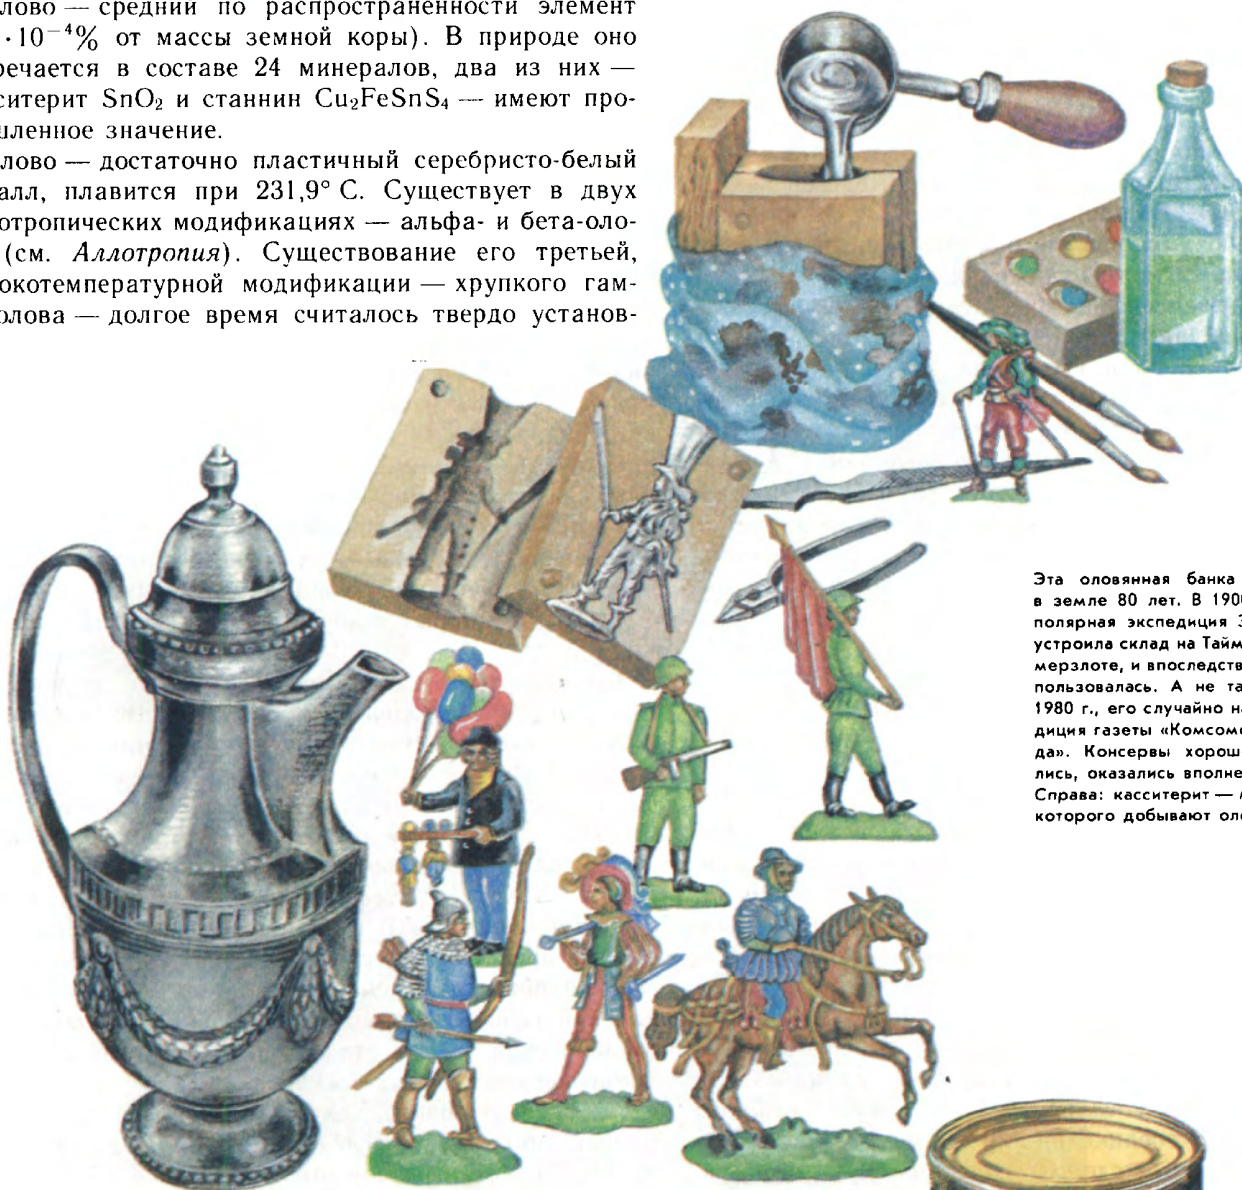 лово — средний по распространенности элемент
· 10⁻⁴% от массы земной коры). В природе оно
речается в составе 24 минералов, два из них —
ситерит SnO₂ и станнин Cu₂FeSnS₄ — имеют про-
ленное значение.
лово — достаточно пластичный серебристо-белый
алл, плавится при 231,9° С. Существует в двух
отропических модификациях — альфа- и бета-оло-
(см. Аллотропия). Существование его третьей,
окотемпературной модификации — хрупкого гам-
олова — долгое время считалось твердо установ-
Эта оловянная банка
в земле 80 лет. В 190
полярная экспедиция Э
устроила склад на Тайм
мерзлоте, и впоследств
пользовалась. А не та
1980 г., его случайно н
диция газеты «Комсомо
да». Консервы хорош
лись, оказались вполне
Справа: касситерит —
которого добывают оло